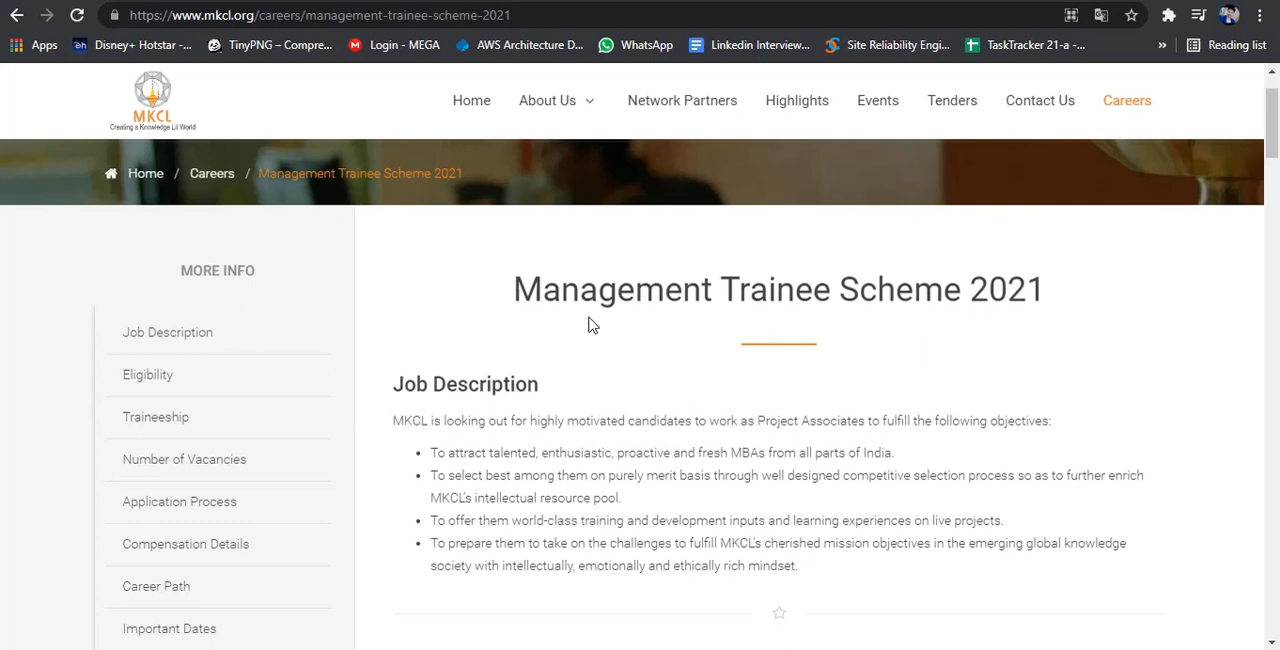 https://www.mkcl.org/careers/management-trainee-scheme-2021
Apps
Disney+ Hotstar -...
TinyPNG – Compre...
Login - MEGA
AWS Architecture D...
WhatsApp
Linkedin Interview...
Site Reliability Engi...
TaskTracker 21-a -...
»
Reading list
MKCL
Creating a Knowledge Lit World
Home
About Us
Network Partners
Highlights
Events
Tenders
Contact Us
Careers
Home / Careers / Management Trainee Scheme 2021
MORE INFO
Job Description
Eligibility
Traineeship
Number of Vacancies
Application Process
Compensation Details
Career Path
Important Dates
Management Trainee Scheme 2021
Job Description
MKCL is looking out for highly motivated candidates to work as Project Associates to fulfill the following objectives:
• To attract talented, enthusiastic, proactive and fresh MBAs from all parts of India.
• To select best among them on purely merit basis through well designed competitive selection process so as to further enrich
MKCL's intellectual resource pool.
• To offer them world-class training and development inputs and learning experiences on live projects.
• To prepare them to take on the challenges to fulfill MKCL's cherished mission objectives in the emerging global knowledge
society with intellectually, emotionally and ethically rich mindset.